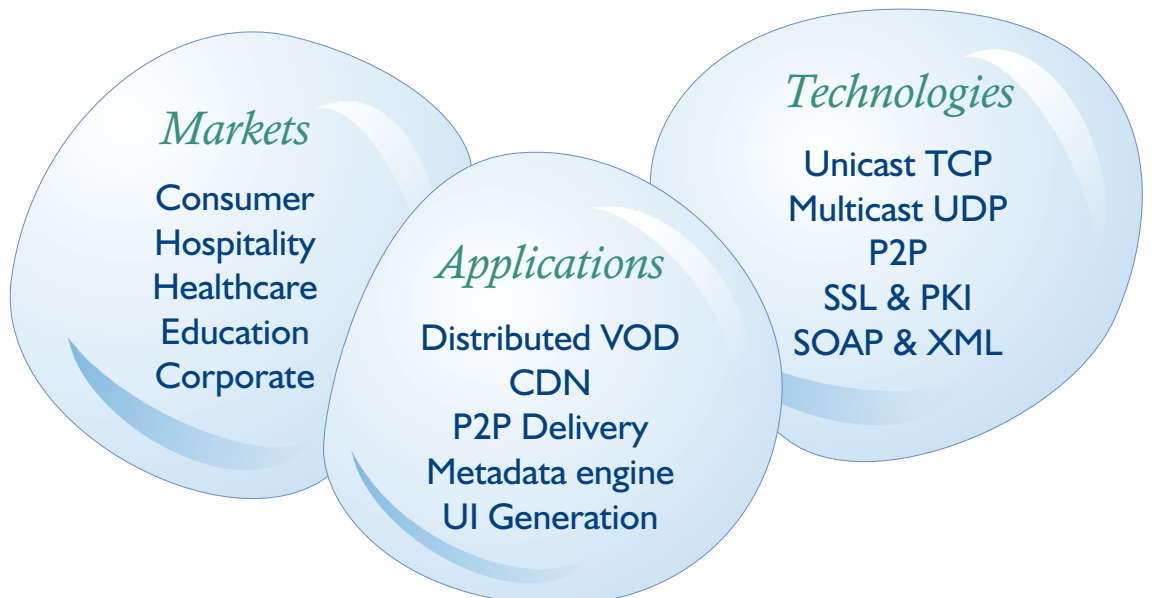 Markets
Consumer
Hospitality
Healthcare
Education
Corporate
Applications
Distributed VOD
CDN
P2P Delivery
Metadata engine
UI Generation
Technologies
Unicast TCP
Multicast UDP
P2P
SSL & PKI
SOAP & XML